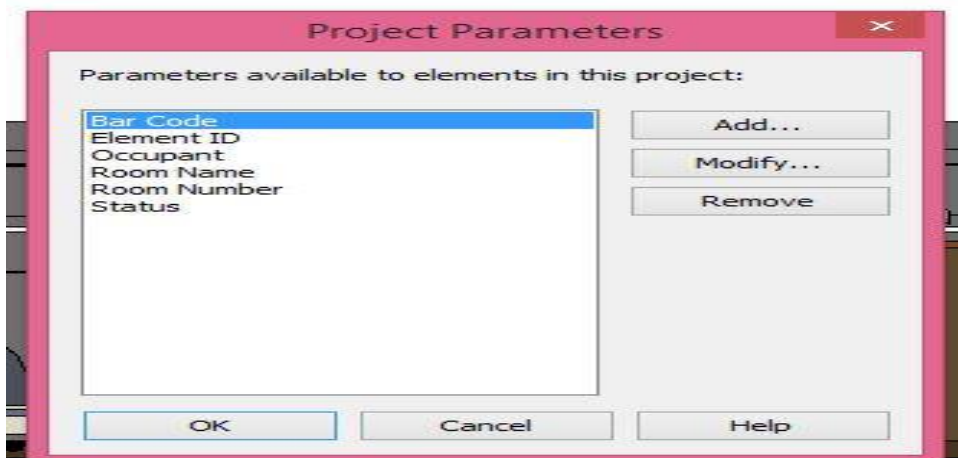 Project Parameters
Parameters available to elements in this project:
Bar Code
Element ID
Occupant
Room Name
Room Number
Status
Add...
Modify...
Remove
OK
Cancel
Help